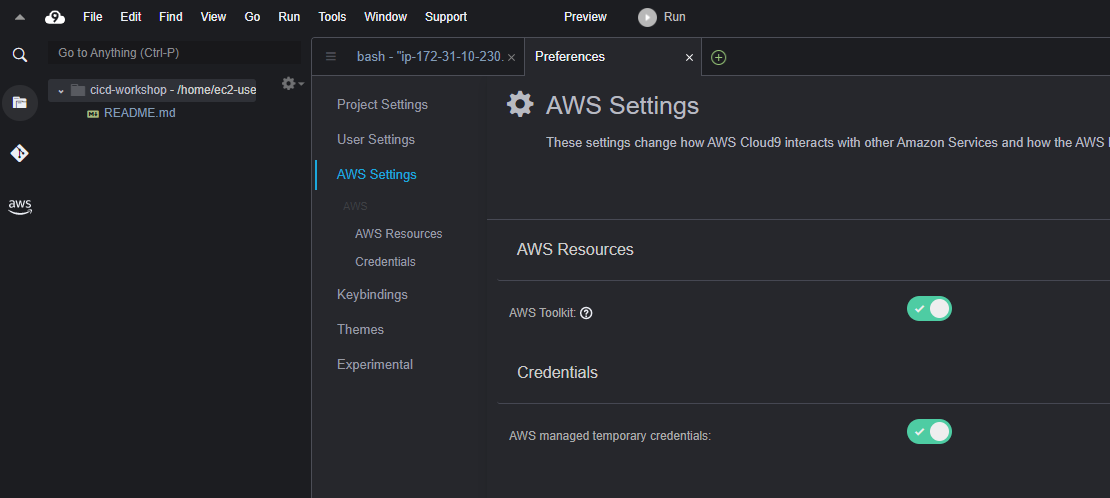 9 File Edit Find View Go Run Tools Window Support Preview Run
Go to Anything (Ctrl-P)
cicd-workshop - /home/ec2-use
README.md
aws
bash - "ip-172-31-10-230. × Preferences ×
Project Settings
User Settings
AWS Settings
AWS
AWS Resources
Credentials
Keybindings
Themes
Experimental
AWS Settings
These settings change how AWS Cloud9 interacts with other Amazon Services and how the AWS
AWS Resources
AWS Toolkit: ?
Credentials
AWS managed temporary credentials: